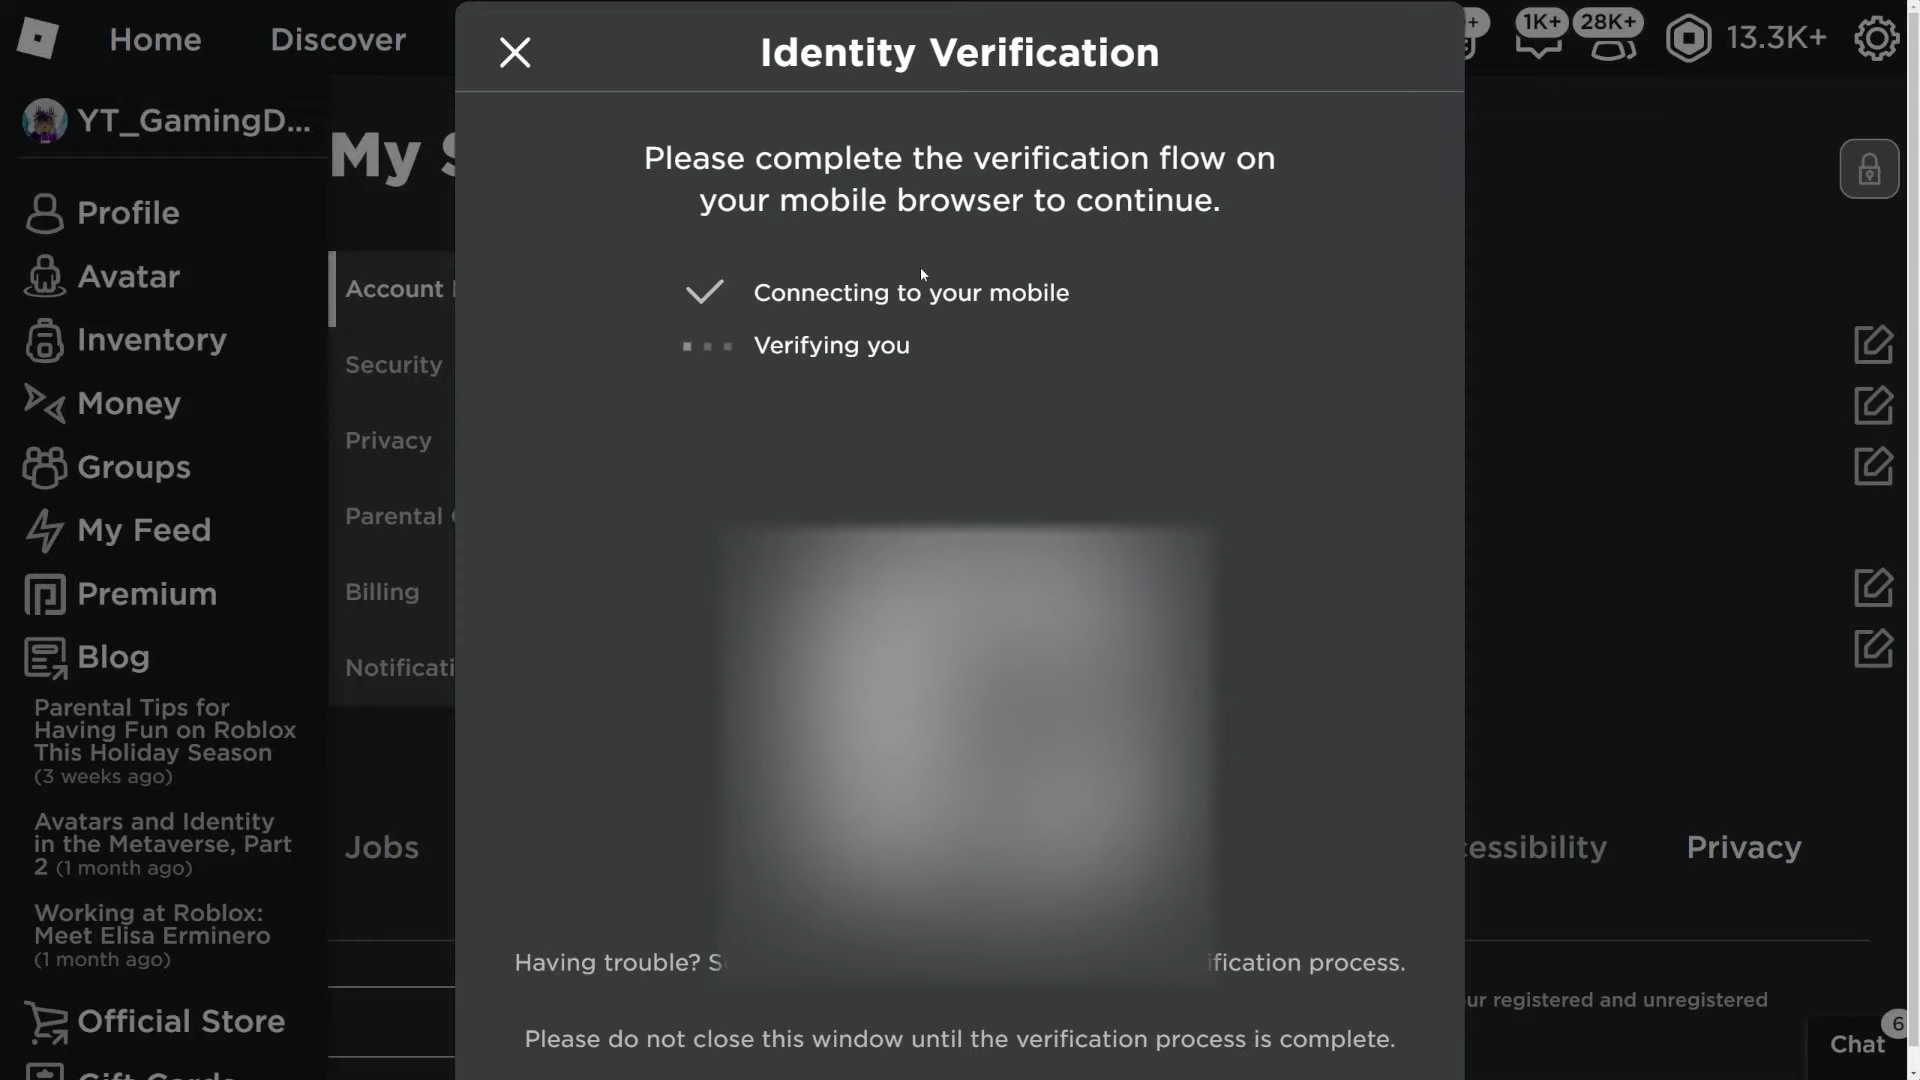 Home
Discover
1K+
28K+
13.3K+
YT_GamingD...
Profile
Avatar
Inventory
Money
Groups
My Feed
Premium
Blog
Parental Tips for
Having Fun on Roblox
This Holiday Season
(3 weeks ago)
Avatars and Identity
in the Metaverse, Part
2 (1 month ago)
Working at Roblox:
Meet Elisa Erminero
(1 month ago)
Official Store
My
Account
Security
Privacy
Parental
Billing
Notificati
Jobs
Identity Verification
Please complete the verification flow on
your mobile browser to continue.
Connecting to your mobile
Verifying you
Having trouble? S
ification process.
Please do not close this window until the verification process is complete.
cessibility
Privacy
ur registered and unregistered
Chat
6